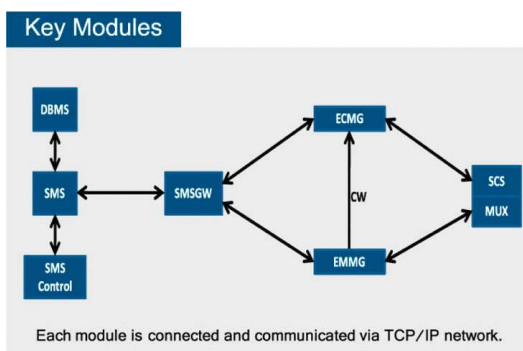 Key Modules
DBMS
ECMG
SMS
SMSGW
CW
SCS
MUX
SMS
Control
EMMG
Each module is connected and communicated via TCP/IP network.